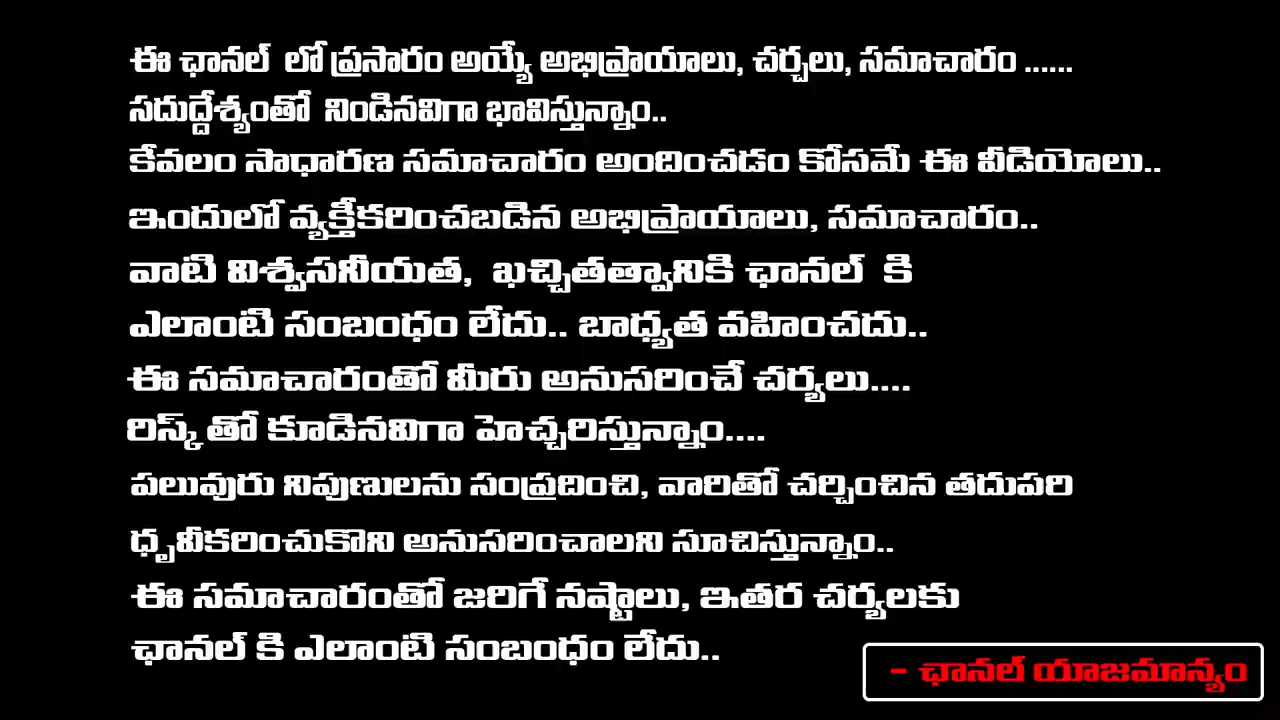 ఈ ఛానల్ లో ప్రసారం అయ్యే అభిప్రాయాలు, చర్చలు, సమాచారం ......
సదుద్దేశ్యంతో నిండినవిగా భావిస్తున్నాం..
కేవలం సాధారణ సమాచారం అందించడం కోసమే ఈ వీడియోలు..
ఇందులో వ్యక్తీకరించబడిన అభిప్రాయాలు, సమాచారం..
వాటి విశ్వసనీయత, ఖచ్చితత్వానికి ఛానల్ కి
ఎలాంటి సంబంధం లేదు.. బాధ్యత వహించదు..
ఈ సమాచారంతో మీరు అనుసరించే చర్యలు....
రిస్క్ తో కూడినవిగా హెచ్చరిస్తున్నాం....
పలువురు నిపుణులను సంప్రదించి, వారితో చర్చించిన తదుపరి
ధృవీకరించుకొని అనుసరించాలని సూచిస్తున్నాం..
ఈ సమాచారంతో జరిగే నష్టాలు, ఇతర చర్యలకు
ఛానల్ కి ఎలాంటి సంబంధం లేదు..
- ఛానల్ యాజమాన్యం